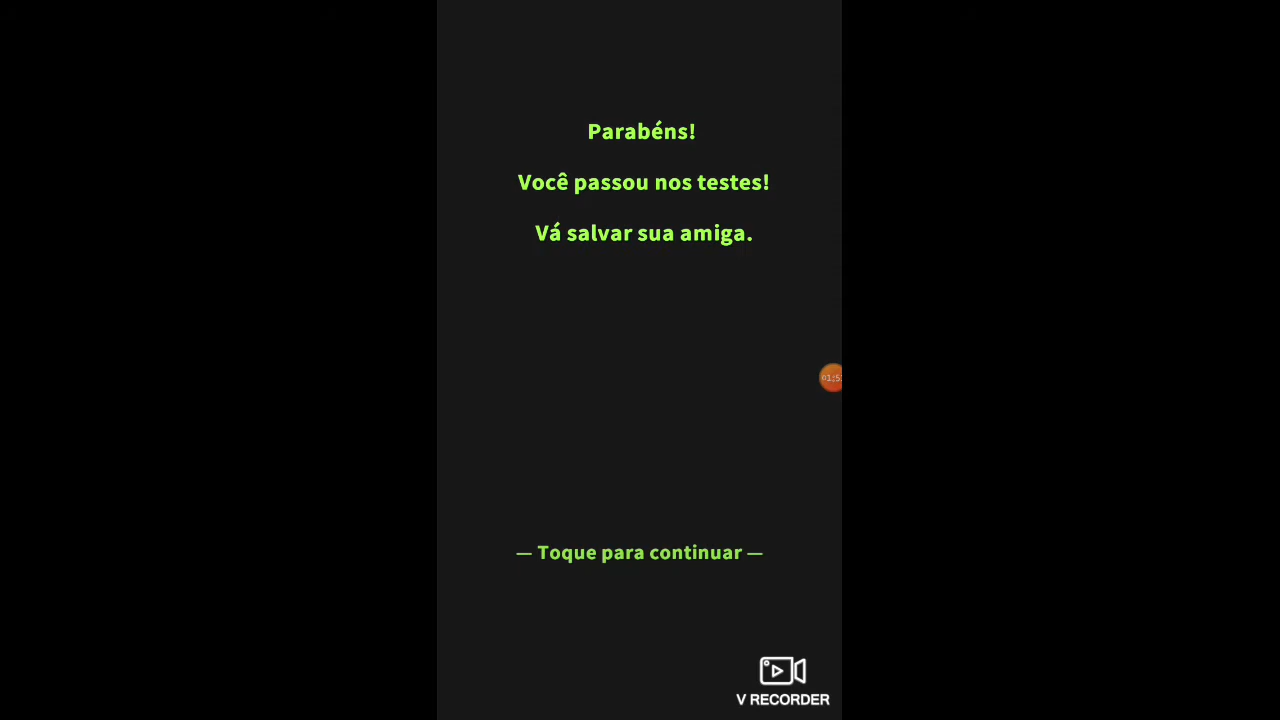 Parabéns!
Você passou nos testes!
Vá salvar sua amiga.
— Toque para continuar —
V RECORDER